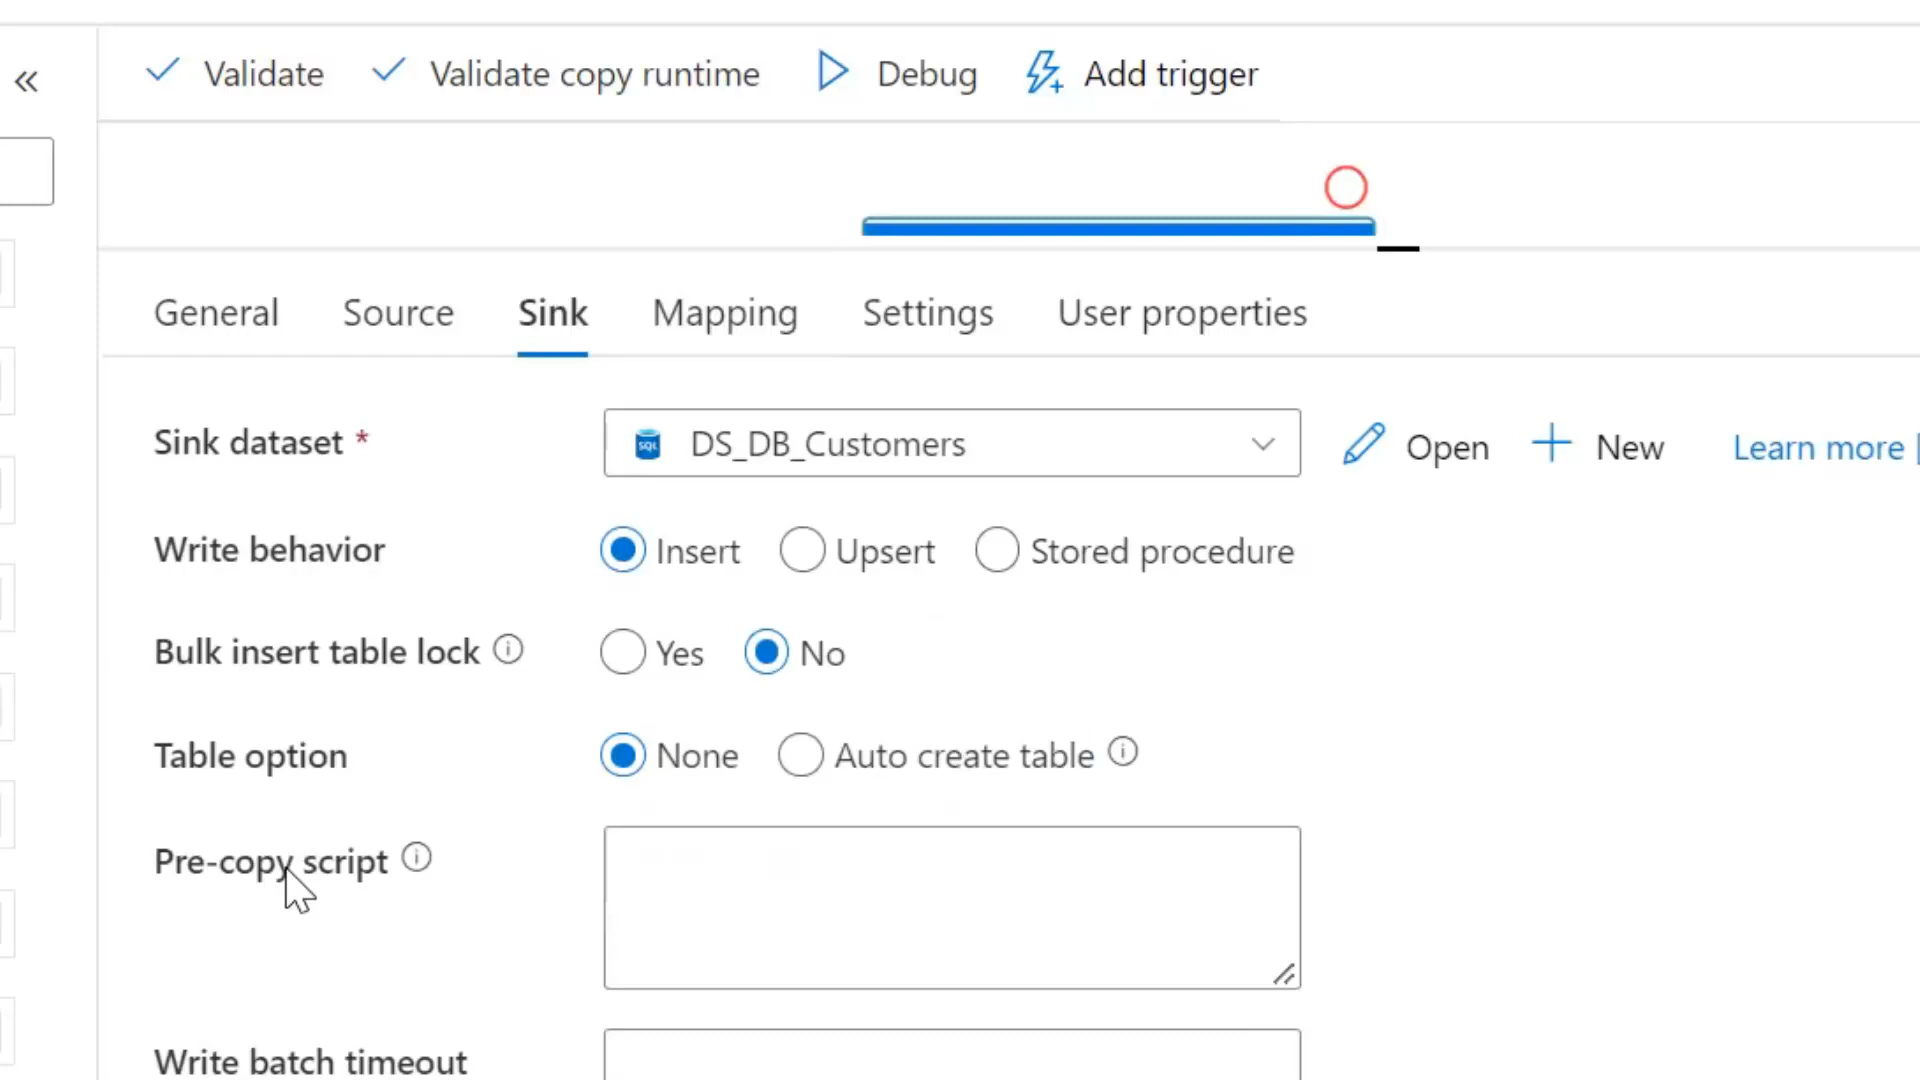 Validate Validate copy runtime Debug Add trigger
General Source Sink Mapping Settings User properties
Sink dataset * SQL DS_DB_Customers Open New Learn more
Write behavior Insert Upsert Stored procedure
Bulk insert table lock Yes No
Table option None Auto create table
Pre-copy script
Write batch timeout